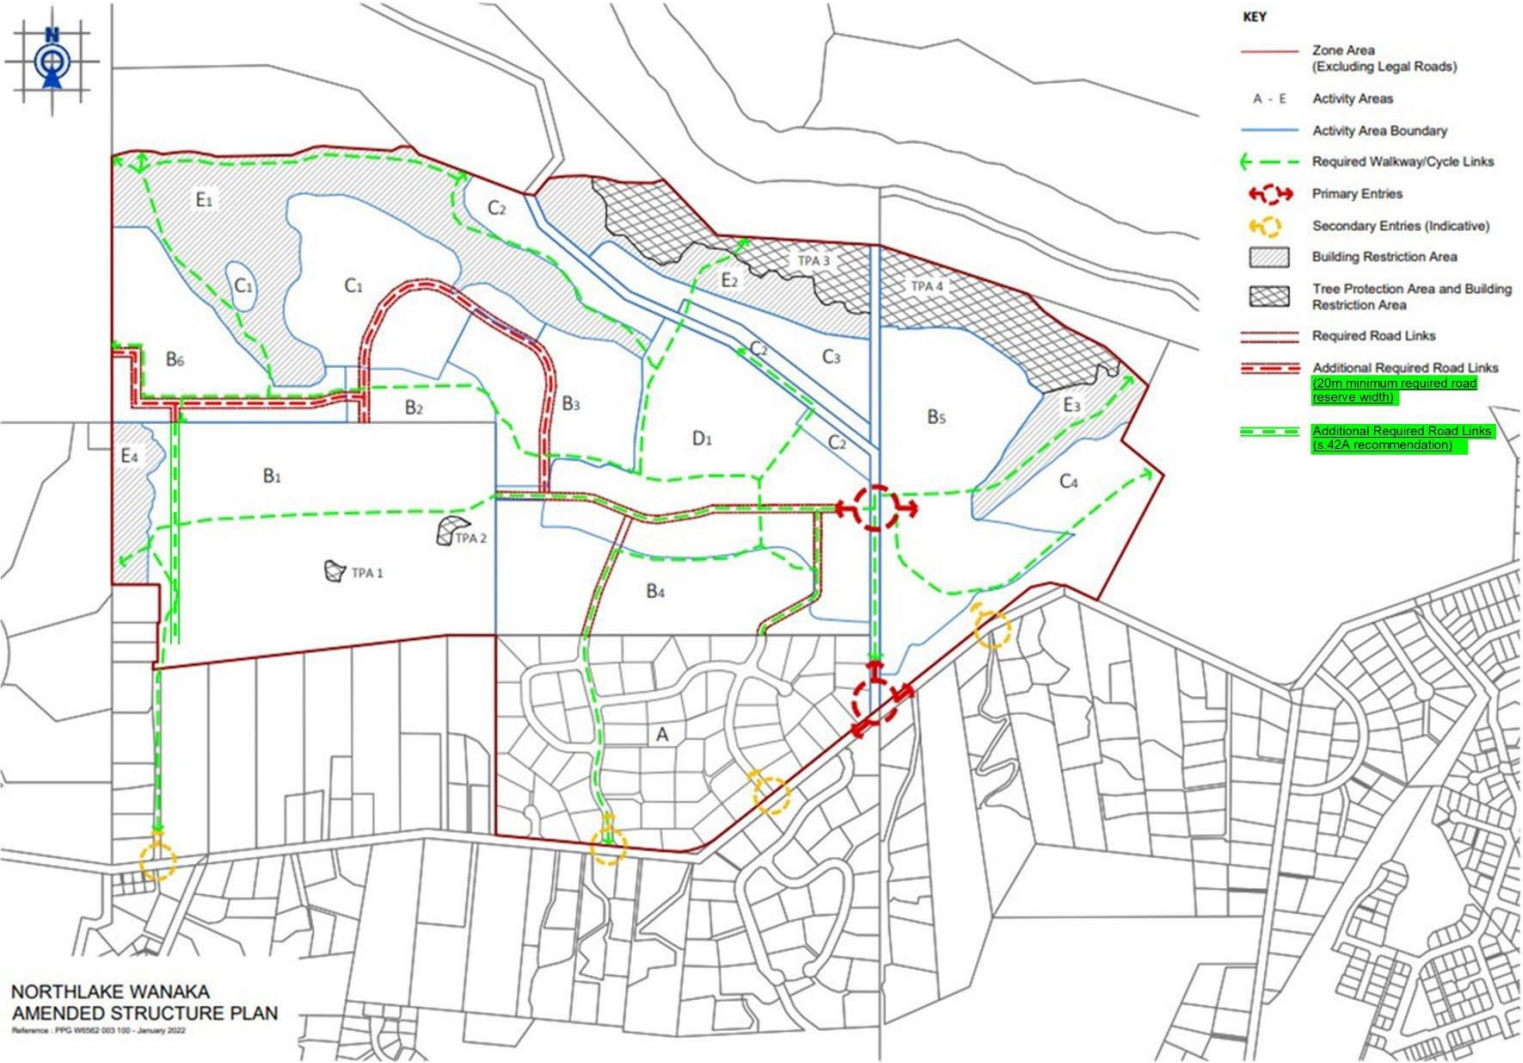 N
KEY
Zone Area
(Excluding Legal Roads)
A - E
Activity Areas
Activity Area Boundary
Required Walkway/Cycle Links
Primary Entries
Secondary Entries (Indicative)
Building Restriction Area
Tree Protection Area and Building
Restriction Area
Required Road Links
Additional Required Road Links
(20m minimum required road
reserve width)
Additional Required Road Links
(s.42A recommendation)
E1
C2
TPA 3
E2
TPA 4
C1
C1
C2
C3
B6
B2
B3
B5
E3
D1
C2
E4
B1
C4
TPA 2
TPA 1
B4
A
NORTHLAKE WANAKA
AMENDED STRUCTURE PLAN
Reference : PPG W6562 003 100 - January 2022